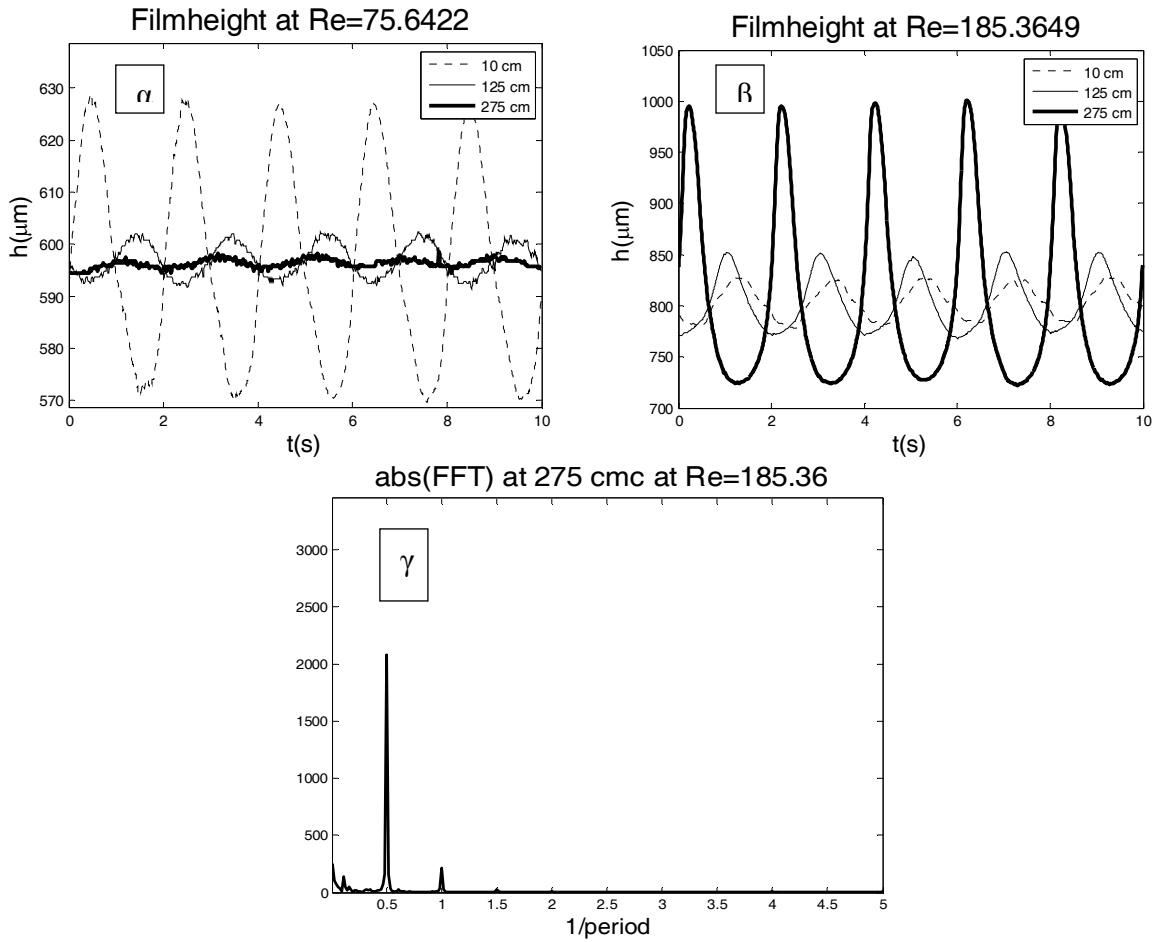 Filmheight at Re=75.6422
α
10 cm
125 cm
275 cm
630
620
610
600
590
580
570
h(μm)
0 2 4 6 8 10
t(s)
Filmheight at Re=185.3649
β
10 cm
125 cm
275 cm
1050
1000
950
900
850
800
750
700
h(μm)
0 2 4 6 8 10
t(s)
abs(FFT) at 275 cmc at Re=185.36
γ
3000
2500
2000
1500
1000
500
0
0.5 1 1.5 2 2.5 3 3.5 4 4.5 5
1/period